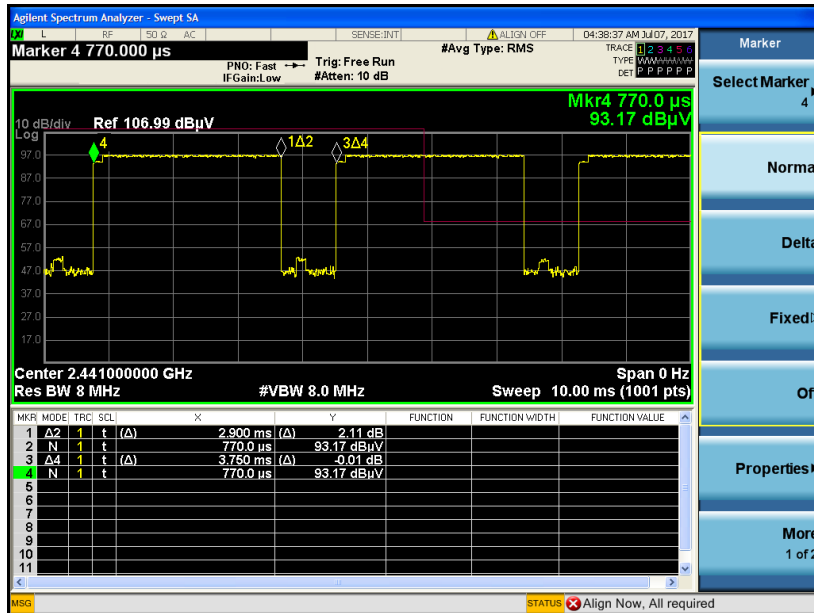 Agilent Spectrum Analyzer - Swept SA
LXI L RF 50 Ω AC SENSE:INT ALIGN OFF 04:38:37 AM Jul 07, 2017
Marker 4 770.000 µs
PNO: Fast
IFGain:Low
Trig: Free Run
#Atten: 10 dB
#Avg Type: RMS
TRACE 1 2 3 4 5 6
TYPE
DET P P P P P P
Marker
Select Marker
4
Norma
Delta
Fixed
Of
Properties
More
1 of 2
Mkr4 770.0 µs
93.17 dBµV
10 dB/div Ref 106.99 dBµV
Log
97.0
87.0
77.0
67.0
57.0
47.0
37.0
27.0
17.0
4
1Δ2
3Δ4
Center 2.441000000 GHz Span 0 Hz
Res BW 8 MHz #VBW 8.0 MHz Sweep 10.00 ms (1001 pts)
MKR MODE TRC SCL X Y FUNCTION FUNCTION WIDTH FUNCTION VALUE
1 Δ2 1 t (Δ) 2.900 ms (Δ) 2.11 dB
2 N 1 t 770.0 µs 93.17 dBµV
3 Δ4 1 t (Δ) 3.750 ms (Δ) -0.01 dB
4 N 1 t 770.0 µs 93.17 dBµV
5
6
7
8
9
10
11
MSG STATUS Align Now, All required